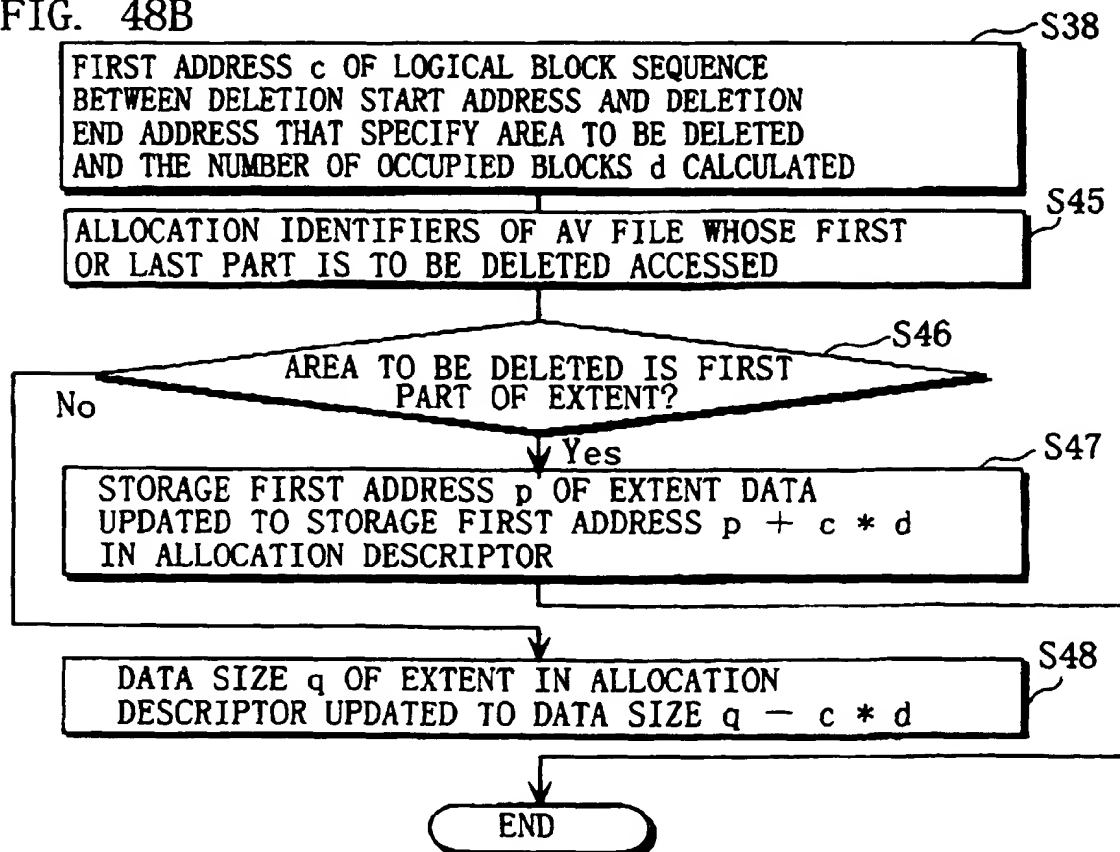 FIG. 48B
S38
FIRST ADDRESS c OF LOGICAL BLOCK SEQUENCE
BETWEEN DELETION START ADDRESS AND DELETION
END ADDRESS THAT SPECIFY AREA TO BE DELETED
AND THE NUMBER OF OCCUPIED BLOCKS d CALCULATED
S45
ALLOCATION IDENTIFIERS OF AV FILE WHOSE FIRST
OR LAST PART IS TO BE DELETED ACCESSED
S46
AREA TO BE DELETED IS FIRST
PART OF EXTENT?
No
Yes
S47
STORAGE FIRST ADDRESS p OF EXTENT DATA
UPDATED TO STORAGE FIRST ADDRESS p + c * d
IN ALLOCATION DESCRIPTOR
S48
DATA SIZE q OF EXTENT IN ALLOCATION
DESCRIPTOR UPDATED TO DATA SIZE q − c * d
END